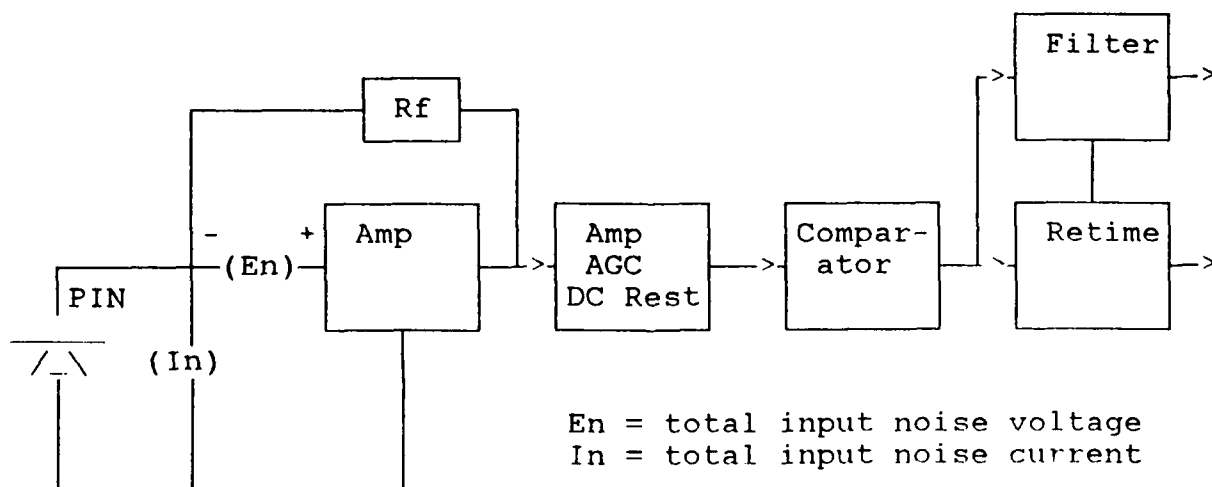 Filter
Rf
- + Amp
Amp
AGC
DC Rest
Compar-
ator
Retime
(En)
PIN
(In)
En = total input noise voltage
In = total input noise current